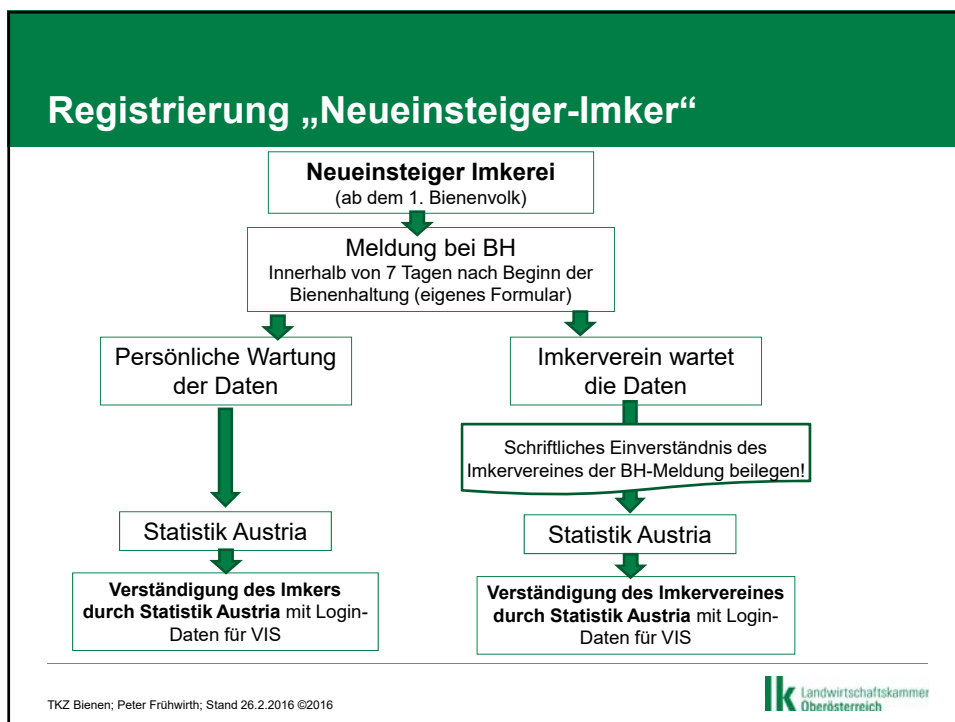 Registrierung „Neueinsteiger-Imker“
Neueinsteiger Imkerei
(ab dem 1. Bienenvolk)
Meldung bei BH
Innerhalb von 7 Tagen nach Beginn der
Bienenhaltung (eigenes Formular)
Persönliche Wartung
der Daten
Imkerverein wartet
die Daten
Schriftliches Einverständnis des
Imkervereines der BH-Meldung beilegen!
Statistik Austria
Statistik Austria
Verständigung des Imkers
durch Statistik Austria mit Login-
Daten für VIS
Verständigung des Imkervereines
durch Statistik Austria mit Login-
Daten für VIS
TKZ Bienen; Peter Frühwirth; Stand 26.2.2016 ©2016
lk Landwirtschaftskammer
Oberösterreich